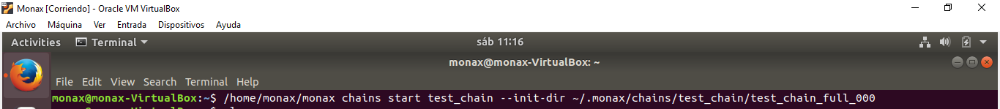 Monax [Corriendo] - Oracle VM VirtualBox
Archivo Máquina Ver Entrada Dispositivos Ayuda
Activities Terminal sáb 11:16
monax@monax-VirtualBox: ~
File Edit View Search Terminal Help
monax@monax-VirtualBox:~$ /home/monax/monax chains start test_chain --init-dir ~/.monax/chains/test_chain/test_chain_full_000